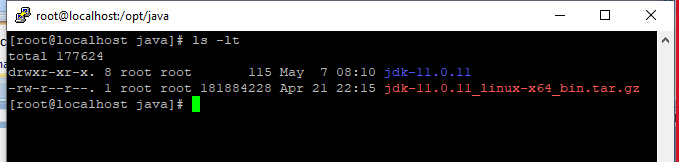 root@localhost:/opt/java
[root@localhost java]# ls -lt
total 177624
drwxr-xr-x. 8 root root       115 May  7 08:10 jdk-11.0.11
-rw-r--r--. 1 root root 181884228 Apr 21 22:15 jdk-11.0.11_linux-x64_bin.tar.gz
[root@localhost java]#